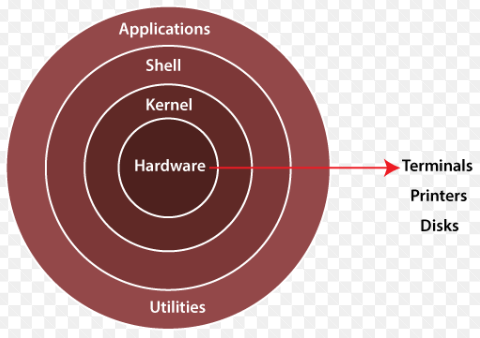 Applications
Shell
Kernel
Hardware
Terminals
Printers
Disks
Utilities